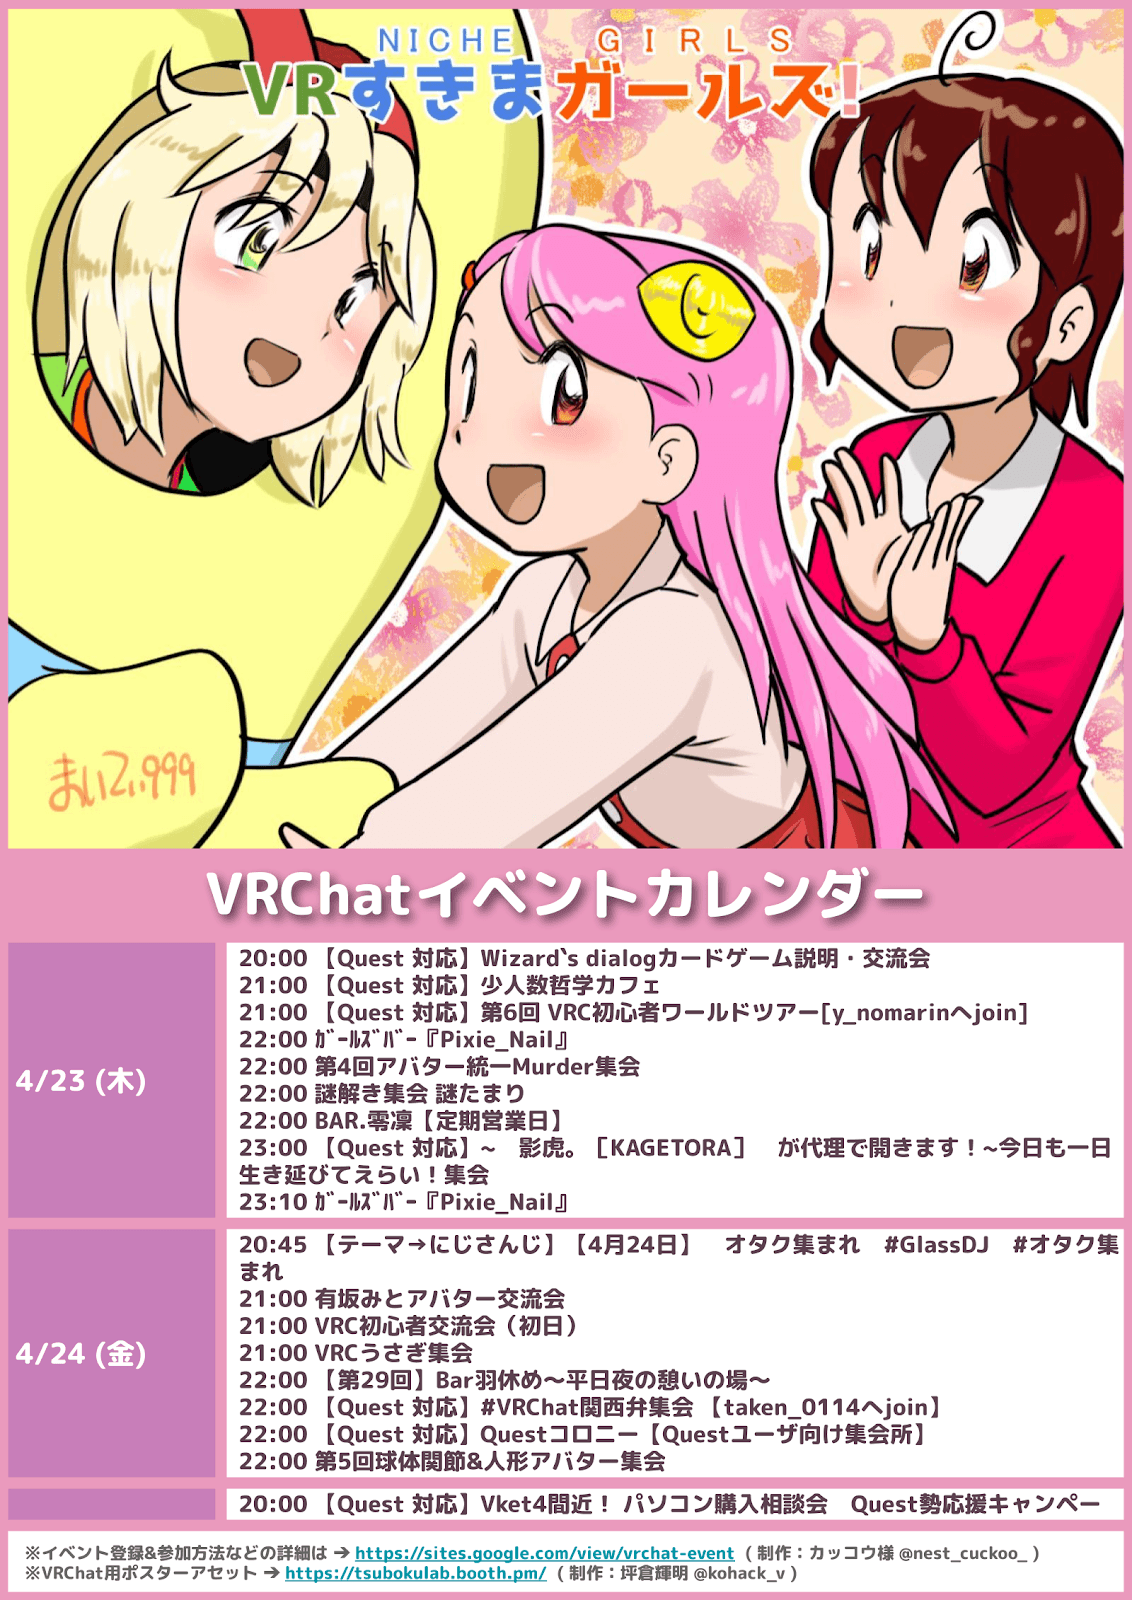 NICHE GIRLS
VRすきまガールズ!
まいてぃ999
VRChatイベントカレンダー
4/23 (木)
20:00 【Quest 対応】Wizard`s dialogカードゲーム説明・交流会
21:00 【Quest 対応】少人数哲学カフェ
21:00 【Quest 対応】第6回 VRC初心者ワールドツアー[y_nomarinへjoin]
22:00 ｶﾞｰﾙｽﾞﾊﾞｰ『Pixie_Nail』
22:00 第4回アバター統一Murder集会
22:00 謎解き集会 謎たまり
22:00 BAR.零凜【定期営業日】
23:00 【Quest 対応】~　影虎。［KAGETORA］　が代理で開きます！~今日も一日
生き延びてえらい！集会
23:10 ｶﾞｰﾙｽﾞﾊﾞｰ『Pixie_Nail』
4/24 (金)
20:45 【テーマ→にじさんじ】【4月24日】　オタク集まれ　#GlassDJ　#オタク集
まれ
21:00 有坂みとアバター交流会
21:00 VRC初心者交流会（初日）
21:00 VRCうさぎ集会
22:00 【第29回】Bar羽休め～平日夜の憩いの場～
22:00 【Quest 対応】#VRChat関西弁集会 【taken_0114へjoin】
22:00 【Quest 対応】Questコロニー【Questユーザ向け集会所】
22:00 第5回球体関節&人形アバター集会
20:00 【Quest 対応】Vket4間近！ パソコン購入相談会　Quest勢応援キャンペー
※イベント登録&参加方法などの詳細は → https://sites.google.com/view/vrchat-event ( 制作：カッコウ様 @nest_cuckoo_ )
※VRChat用ポスターアセット → https://tsubokulab.booth.pm/ ( 制作：坪倉輝明 @kohack_v )